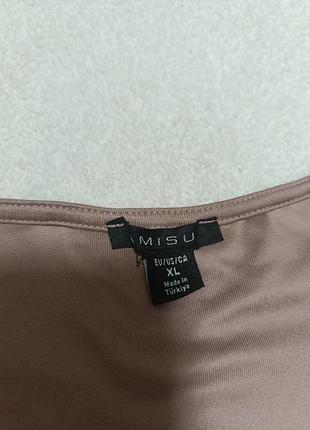 MISU
EU/US/CA
XL
Made in
Türkiye